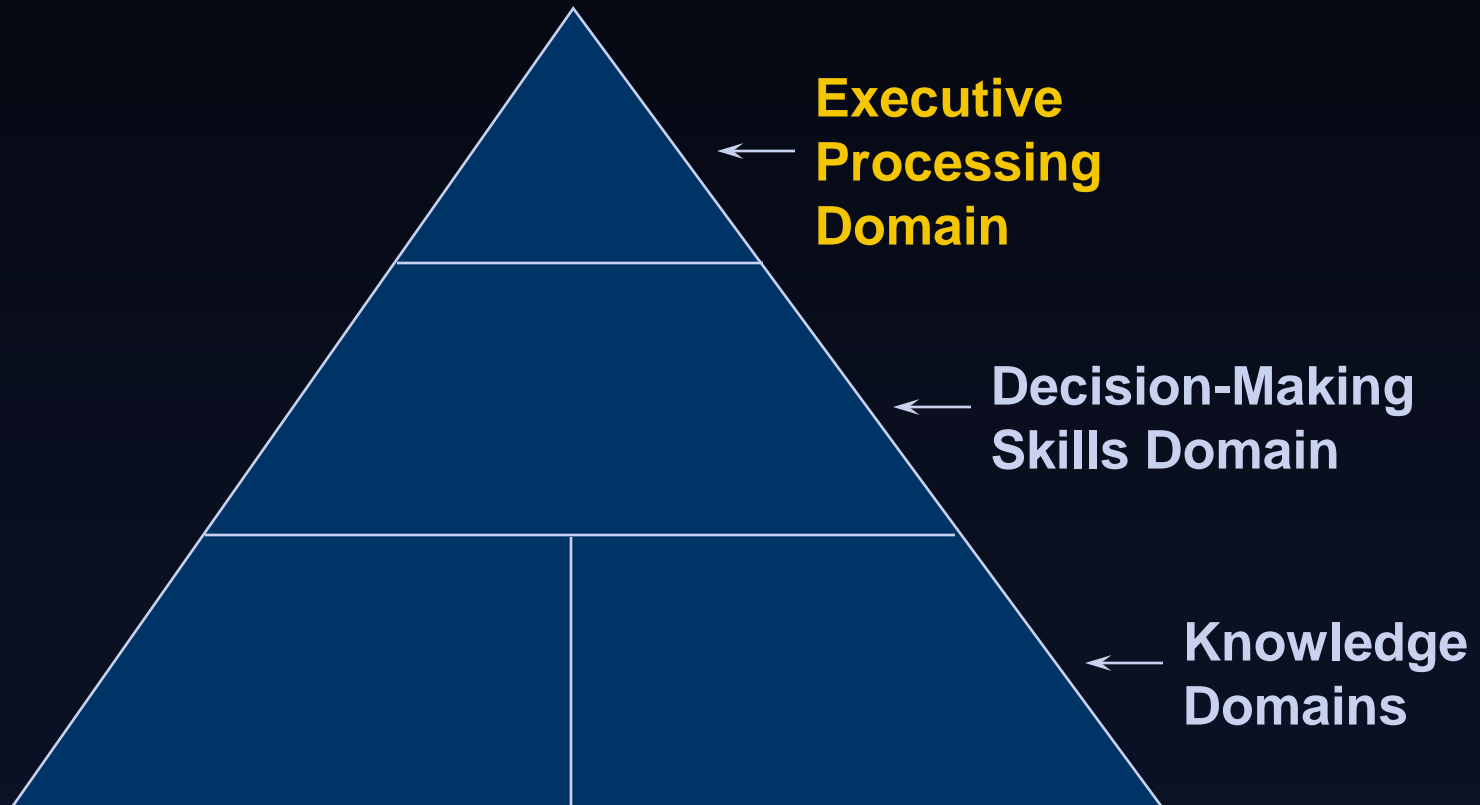 Executive
Processing
Domain
Decision-Making
Skills Domain
Knowledge
Domains